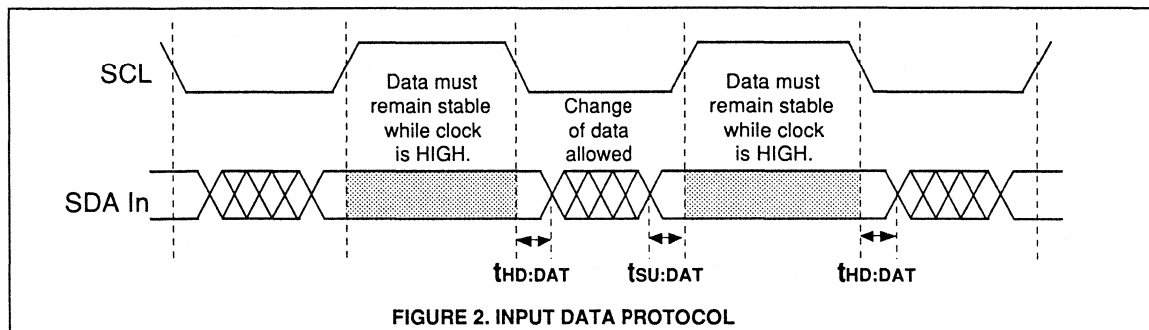 SCL
Data must
remain stable
while clock
is HIGH.
Change
of data
allowed
Data must
remain stable
while clock
is HIGH.
SDA In
tHD:DAT
tSU:DAT
tHD:DAT
FIGURE 2. INPUT DATA PROTOCOL